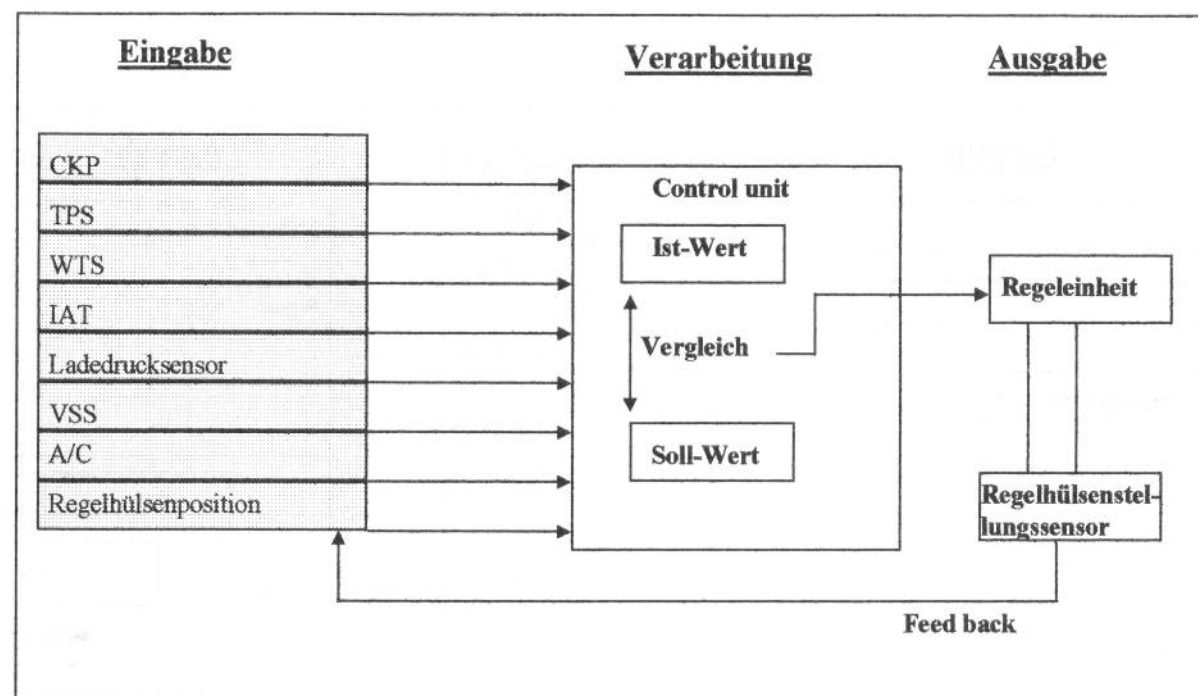 Eingabe
Verarbeitung
Ausgabe
CKP
TPS
WTS
IAT
Ladedrucksensor
VSS
A/C
Regelhülsenposition
Control unit
Ist-Wert
Vergleich
Soll-Wert
Regeleinheit
Regelhülsenstel-
lungssensor
Feed back